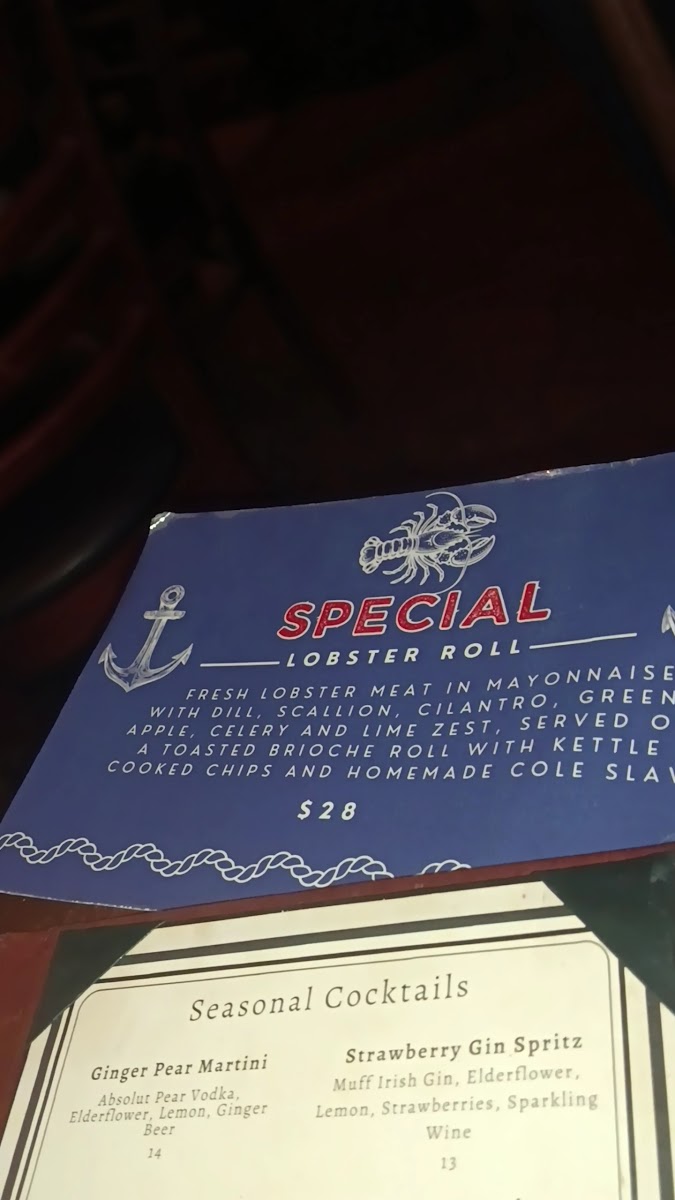 SPECIAL
LOBSTER ROLL
FRESH LOBSTER MEAT IN MAYONNAISE
WITH DILL, SCALLION, CILANTRO, GREEN
APPLE, CELERY AND LIME ZEST, SERVED
A TOASTED BRIOCHE ROLL WITH KETTLE
COOKED CHIPS AND HOMEMADE COLE
$28
Seasonal Cocktails
Ginger Pear Martini
Absolut Pear Vodka,
Elderflower, Lemon, Ginger
Beer
14
Strawberry Gin Spritz
Muff Irish Gin, Elderflower,
Lemon, Strawberries, Sparkling
Wine
13